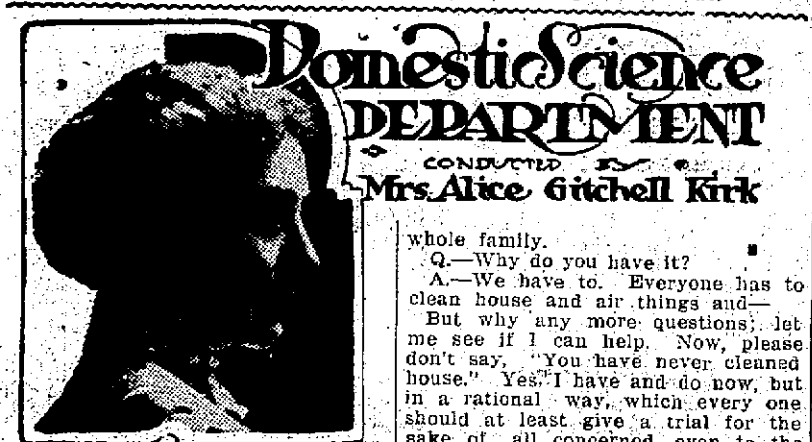 Domestic Science
DEPARTMENT
CONDUCTED BY
Mrs. Alice Gitchell Kirk
whole family.
Q.—Why do you have it?
A.—We have to. Everyone has to
clean house and air things and—
But why any more questions; let
me see if I can help. Now, please
don't say, "You have never cleaned
house." Yes, I have and do now, but
in a rational way, which every one
should at least give a trial for the
sake of all concerned, even to the